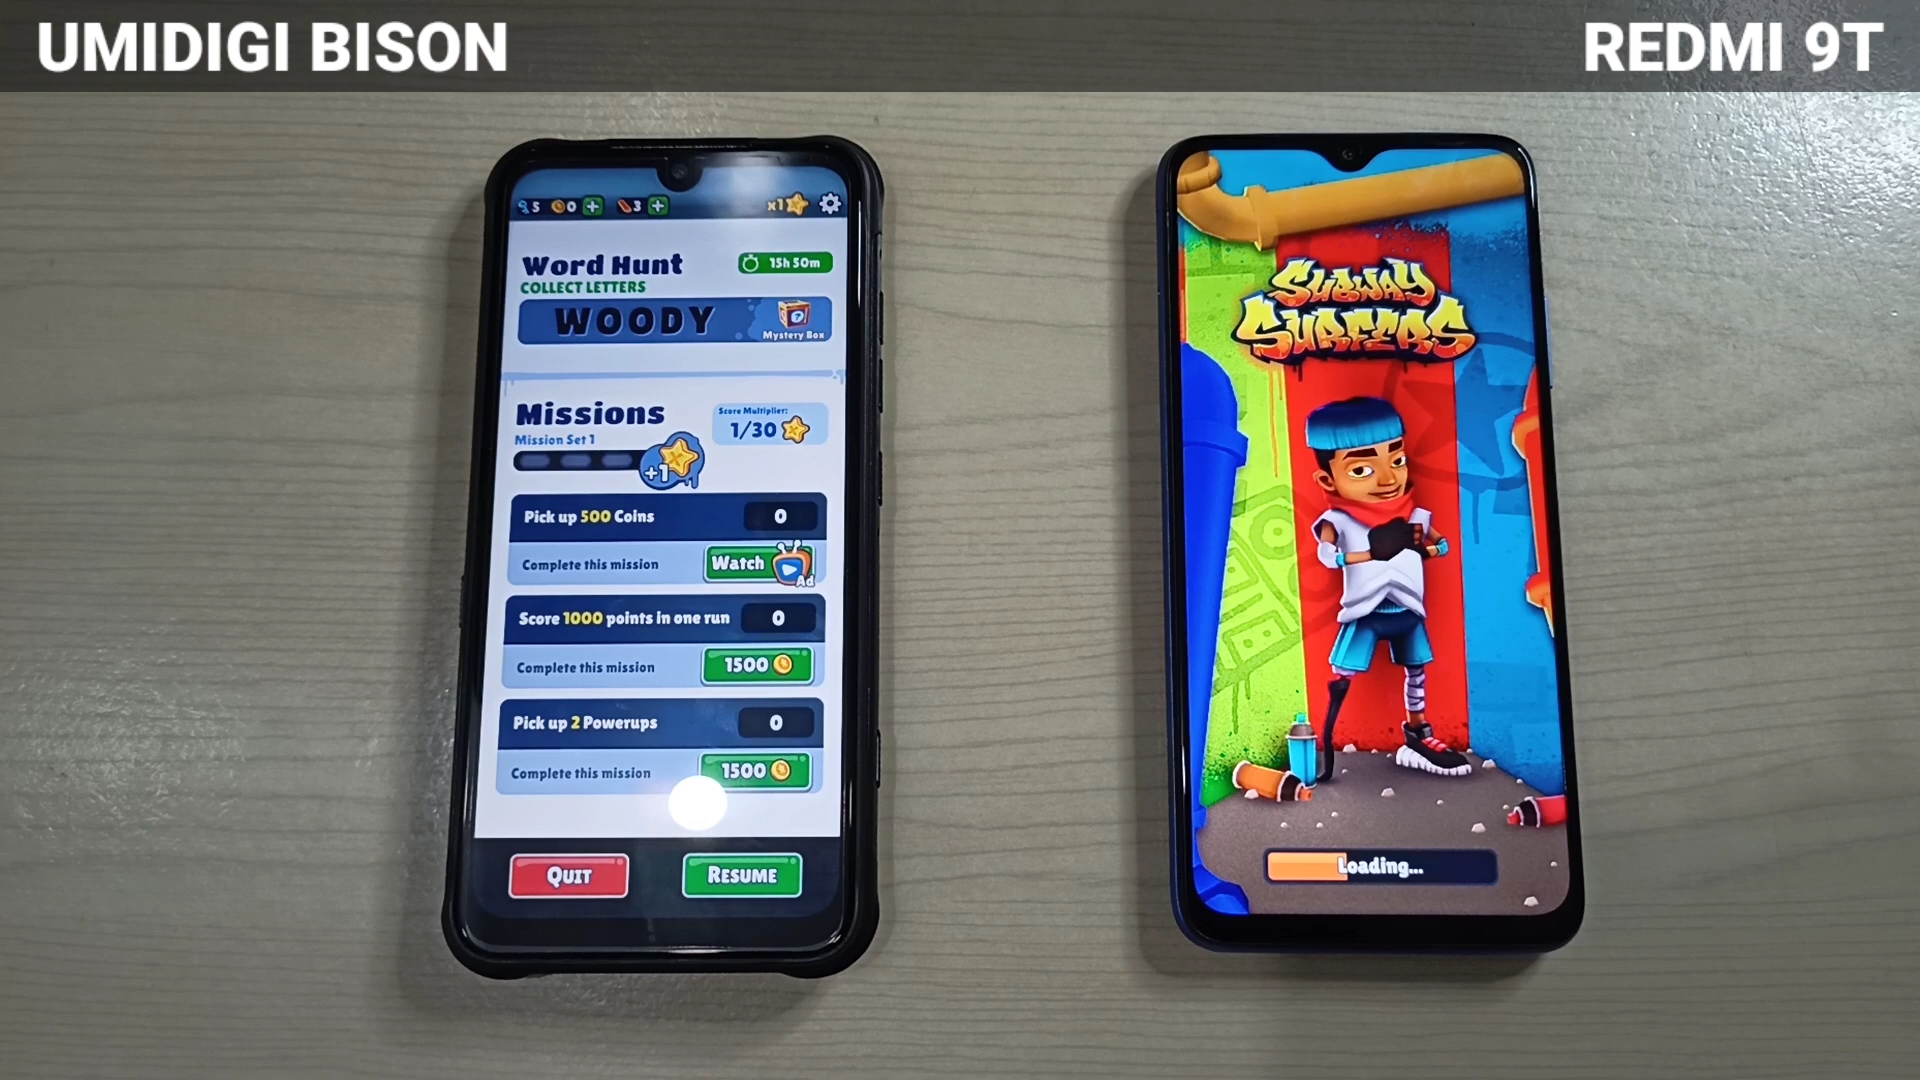 UMIDIGI BISON
REDMI 9T
5 0 3 x1
Word Hunt
15h 50m
COLLECT LETTERS
WOODY
Mystery Box
Missions
Score Multiplier:
Mission Set 1
1/30
+1
Pick up 500 Coins 0
Complete this mission Watch
Ad
Score 1000 points in one run 0
Complete this mission 1500
Pick up 2 Powerups 0
Complete this mission 1500
QUIT RESUME
SUBWAY
SURFERS
Loading...